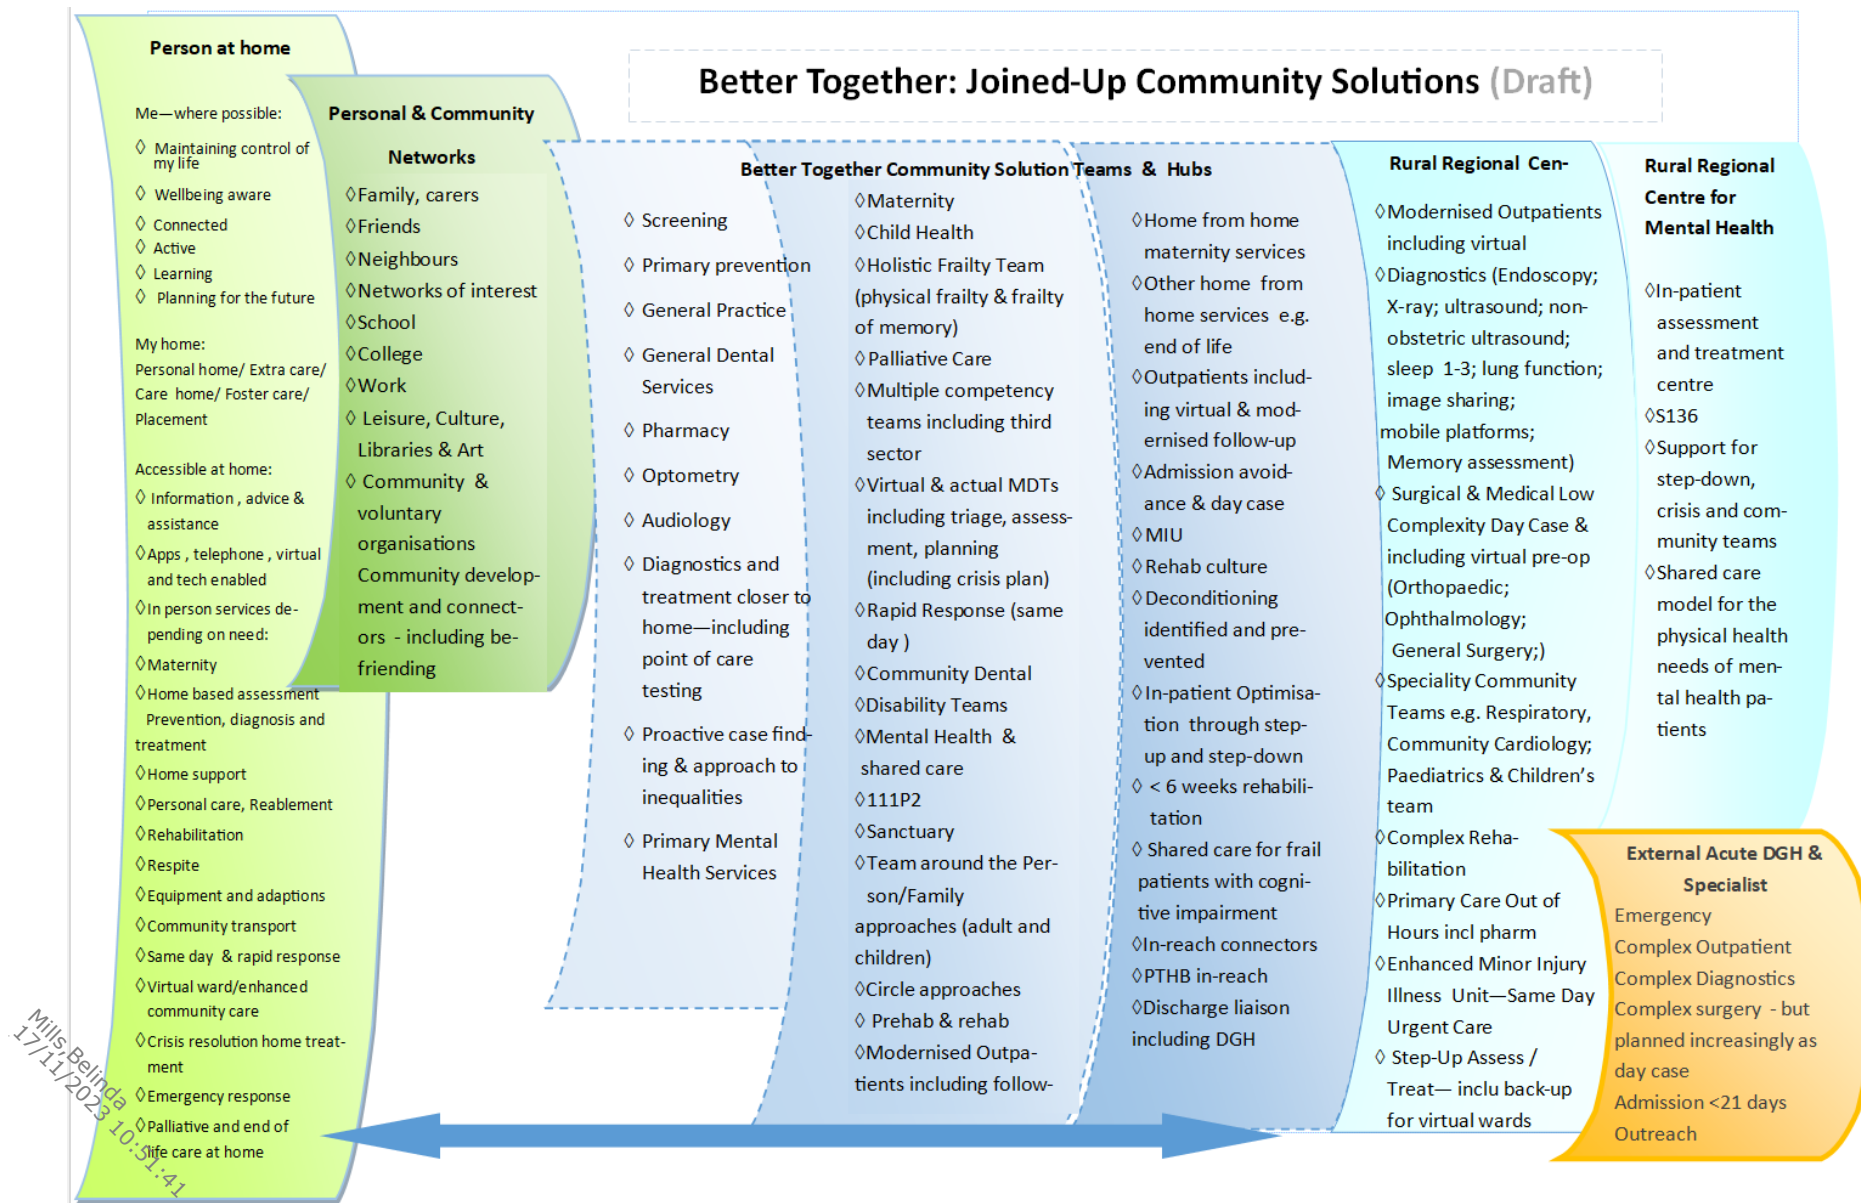 Better Together: Joined-Up Community Solutions (Draft)
Person at home
Me—where possible:
◊ Maintaining control of
my life
◊ Wellbeing aware
◊ Connected
◊ Active
◊ Learning
◊ Planning for the future
My home:
Personal home/ Extra care/
Care home/ Foster care/
Placement
Accessible at home:
◊ Information , advice &
assistance
◊ Apps , telephone , virtual
and tech enabled
◊ In person services de-
pending on need:
◊ Maternity
◊ Home based assessment
Prevention, diagnosis and
treatment
◊ Home support
◊ Personal care, Reablement
◊ Rehabilitation
◊ Respite
◊ Equipment and adaptions
◊ Community transport
◊ Same day & rapid response
◊ Virtual ward/enhanced
community care
◊ Crisis resolution home treat-
ment
◊ Emergency response
◊ Palliative and end of
life care at home
Personal & Community
Networks
◊ Family, carers
◊ Friends
◊ Neighbours
◊ Networks of interest
◊ School
◊ College
◊ Work
◊ Leisure, Culture,
Libraries & Art
◊ Community &
voluntary
organisations
Community develop-
ment and connect-
ors - including be-
friending
Better Together Community Solution Teams & Hubs
◊ Screening
◊ Primary prevention
◊ General Practice
◊ General Dental
Services
◊ Pharmacy
◊ Optometry
◊ Audiology
◊ Diagnostics and
treatment closer to
home—including
point of care
testing
◊ Proactive case find-
ing & approach to
inequalities
◊ Primary Mental
Health Services
◊ Maternity
◊ Child Health
◊ Holistic Frailty Team
(physical frailty & frailty
of memory)
◊ Palliative Care
◊ Multiple competency
teams including third
sector
◊ Virtual & actual MDTs
including triage, assess-
ment, planning
(including crisis plan)
◊ Rapid Response (same
day )
◊ Community Dental
◊ Disability Teams
◊ Mental Health &
shared care
◊ 111P2
◊ Sanctuary
◊ Team around the Per-
son/Family
approaches (adult and
children)
◊ Circle approaches
◊ Prehab & rehab
◊ Modernised Outpa-
tients including follow-
◊ Home from home
maternity services
◊ Other home from
home services e.g.
end of life
◊ Outpatients includ-
ing virtual & mod-
ernised follow-up
◊ Admission avoid-
ance & day case
◊ MIU
◊ Rehab culture
◊ Deconditioning
identified and pre-
vented
◊ In-patient Optimisa-
tion through step-
up and step-down
◊ < 6 weeks rehabili-
tation
◊ Shared care for frail
patients with cogni-
tive impairment
◊ In-reach connectors
◊ PTHB in-reach
◊ Discharge liaison
including DGH
Rural Regional Cen-
◊ Modernised Outpatients
including virtual
◊ Diagnostics (Endoscopy;
X-ray; ultrasound; non-
obstetric ultrasound;
sleep 1-3; lung function;
image sharing;
mobile platforms;
Memory assessment)
◊ Surgical & Medical Low
Complexity Day Case &
including virtual pre-op
(Orthopaedic;
Ophthalmology;
General Surgery;)
◊ Speciality Community
Teams e.g. Respiratory,
Community Cardiology;
Paediatrics & Children's
team
◊ Complex Reha-
bilitation
◊ Primary Care Out of
Hours incl pharm
◊ Enhanced Minor Injury
Illness Unit—Same Day
Urgent Care
◊ Step-Up Assess /
Treat— inclu back-up
for virtual wards
Rural Regional
Centre for
Mental Health
◊ In-patient
assessment
and treatment
centre
◊ S136
◊ Support for
step-down,
crisis and com-
munity teams
◊ Shared care
model for the
physical health
needs of men-
tal health pa-
tients
External Acute DGH &
Specialist
Emergency
Complex Outpatient
Complex Diagnostics
Complex surgery - but
planned increasingly as
day case
Admission <21 days
Outreach
Mills,Belinda
17/11/2023 10:51:41